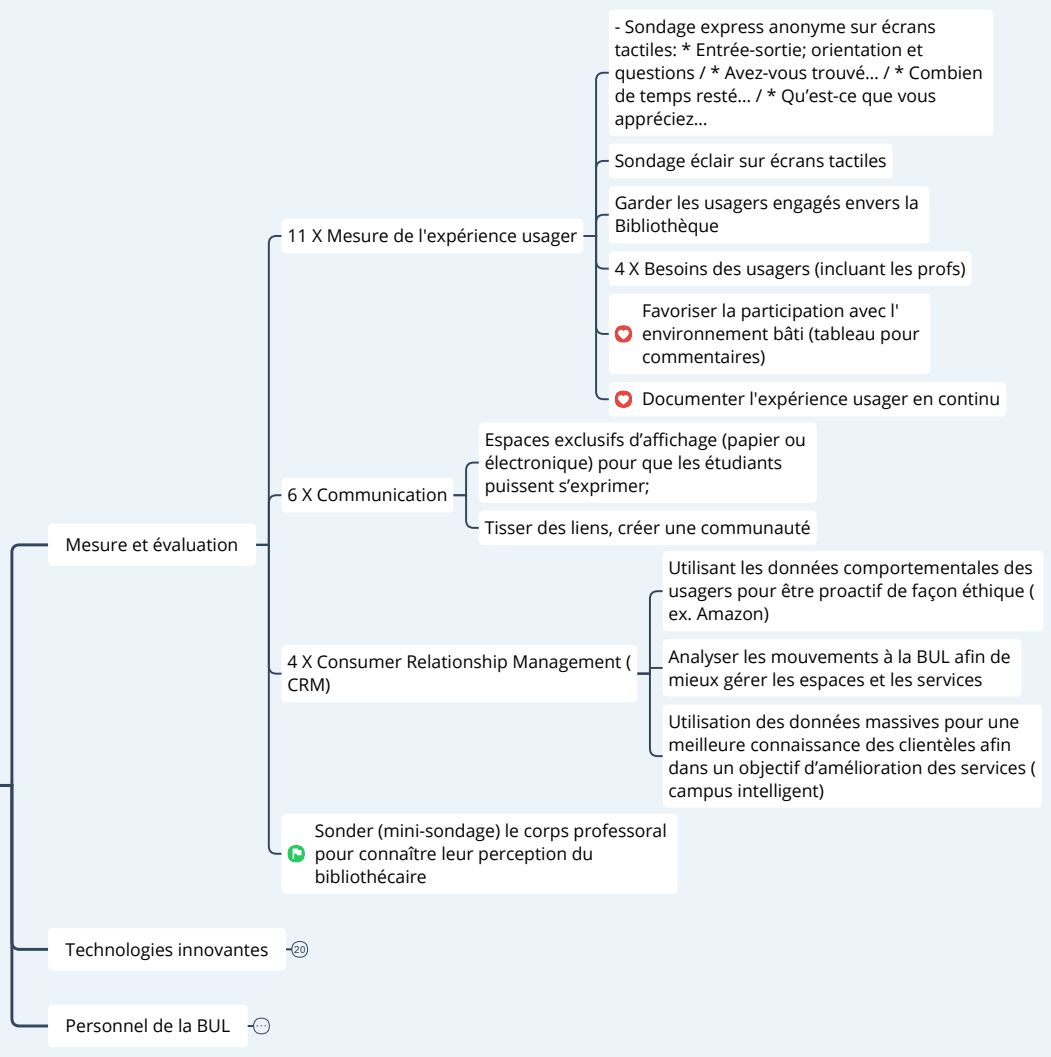 - Sondage express anonyme sur écrans
tactiles: * Entrée-sortie; orientation et
questions / * Avez-vous trouvé... / * Combien
de temps resté... / * Qu’est-ce que vous
appréciez...
Sondage éclair sur écrans tactiles
Garder les usagers engagés envers la
Bibliothèque
11 X Mesure de l'expérience usager
4 X Besoins des usagers (incluant les profs)
Favoriser la participation avec l'
environnement bâti (tableau pour
commentaires)
Documenter l'expérience usager en continu
Espaces exclusifs d’affichage (papier ou
électronique) pour que les étudiants
puissent s’exprimer;
6 X Communication
Tisser des liens, créer une communauté
Mesure et évaluation
Utilisant les données comportementales des
usagers pour être proactif de façon éthique (
ex. Amazon)
4 X Consumer Relationship Management (
CRM)
Analyser les mouvements à la BUL afin de
mieux gérer les espaces et les services
Utilisation des données massives pour une
meilleure connaissance des clientèles afin
dans un objectif d’amélioration des services (
campus intelligent)
Sonder (mini-sondage) le corps professoral
pour connaître leur perception du
bibliothécaire
Technologies innovantes
20
Personnel de la BUL
...